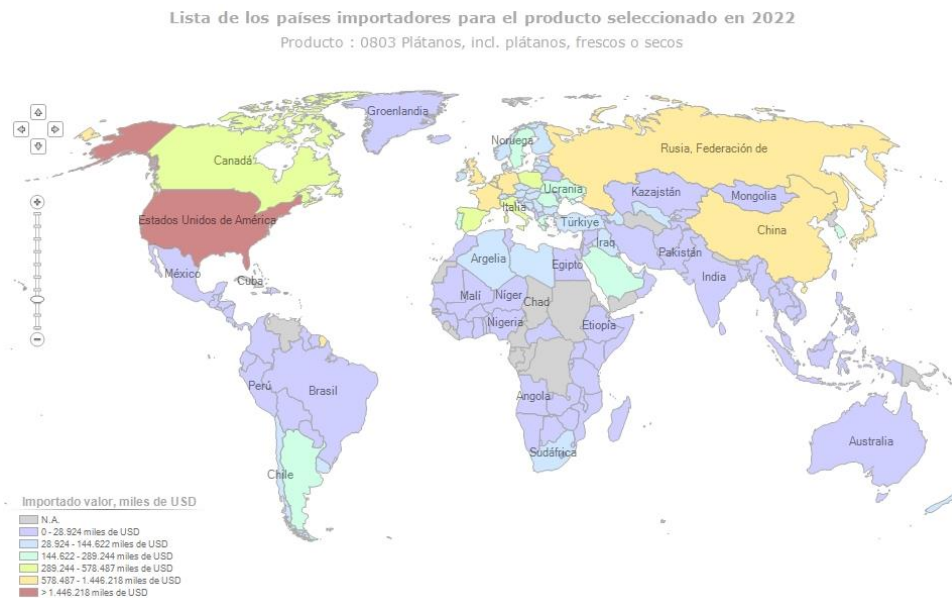 Lista de los países importadores para el producto seleccionado en 2022
Producto : 0803 Plátanos, incl. plátanos, frescos o secos
Groenlandia
Noruega
Canadá
Rusia, Federación de
Ucrania
Kazajstán
Mongolia
Italia
Estados Unidos de América
Türkiye
China
Argelia
Iraq
Pakistán
México
Cuba
Egipto
India
Malí
Níger
Chad
Nigeria
Etiopía
Perú
Brasil
Angola
Australia
Sudáfrica
Chile
Importado valor, miles de USD
N.A.
0 - 28.924 miles de USD
28.924 - 144.622 miles de USD
144.622 - 289.244 miles de USD
289.244 - 578.487 miles de USD
578.487 - 1.446.218 miles de USD
> 1.446.218 miles de USD